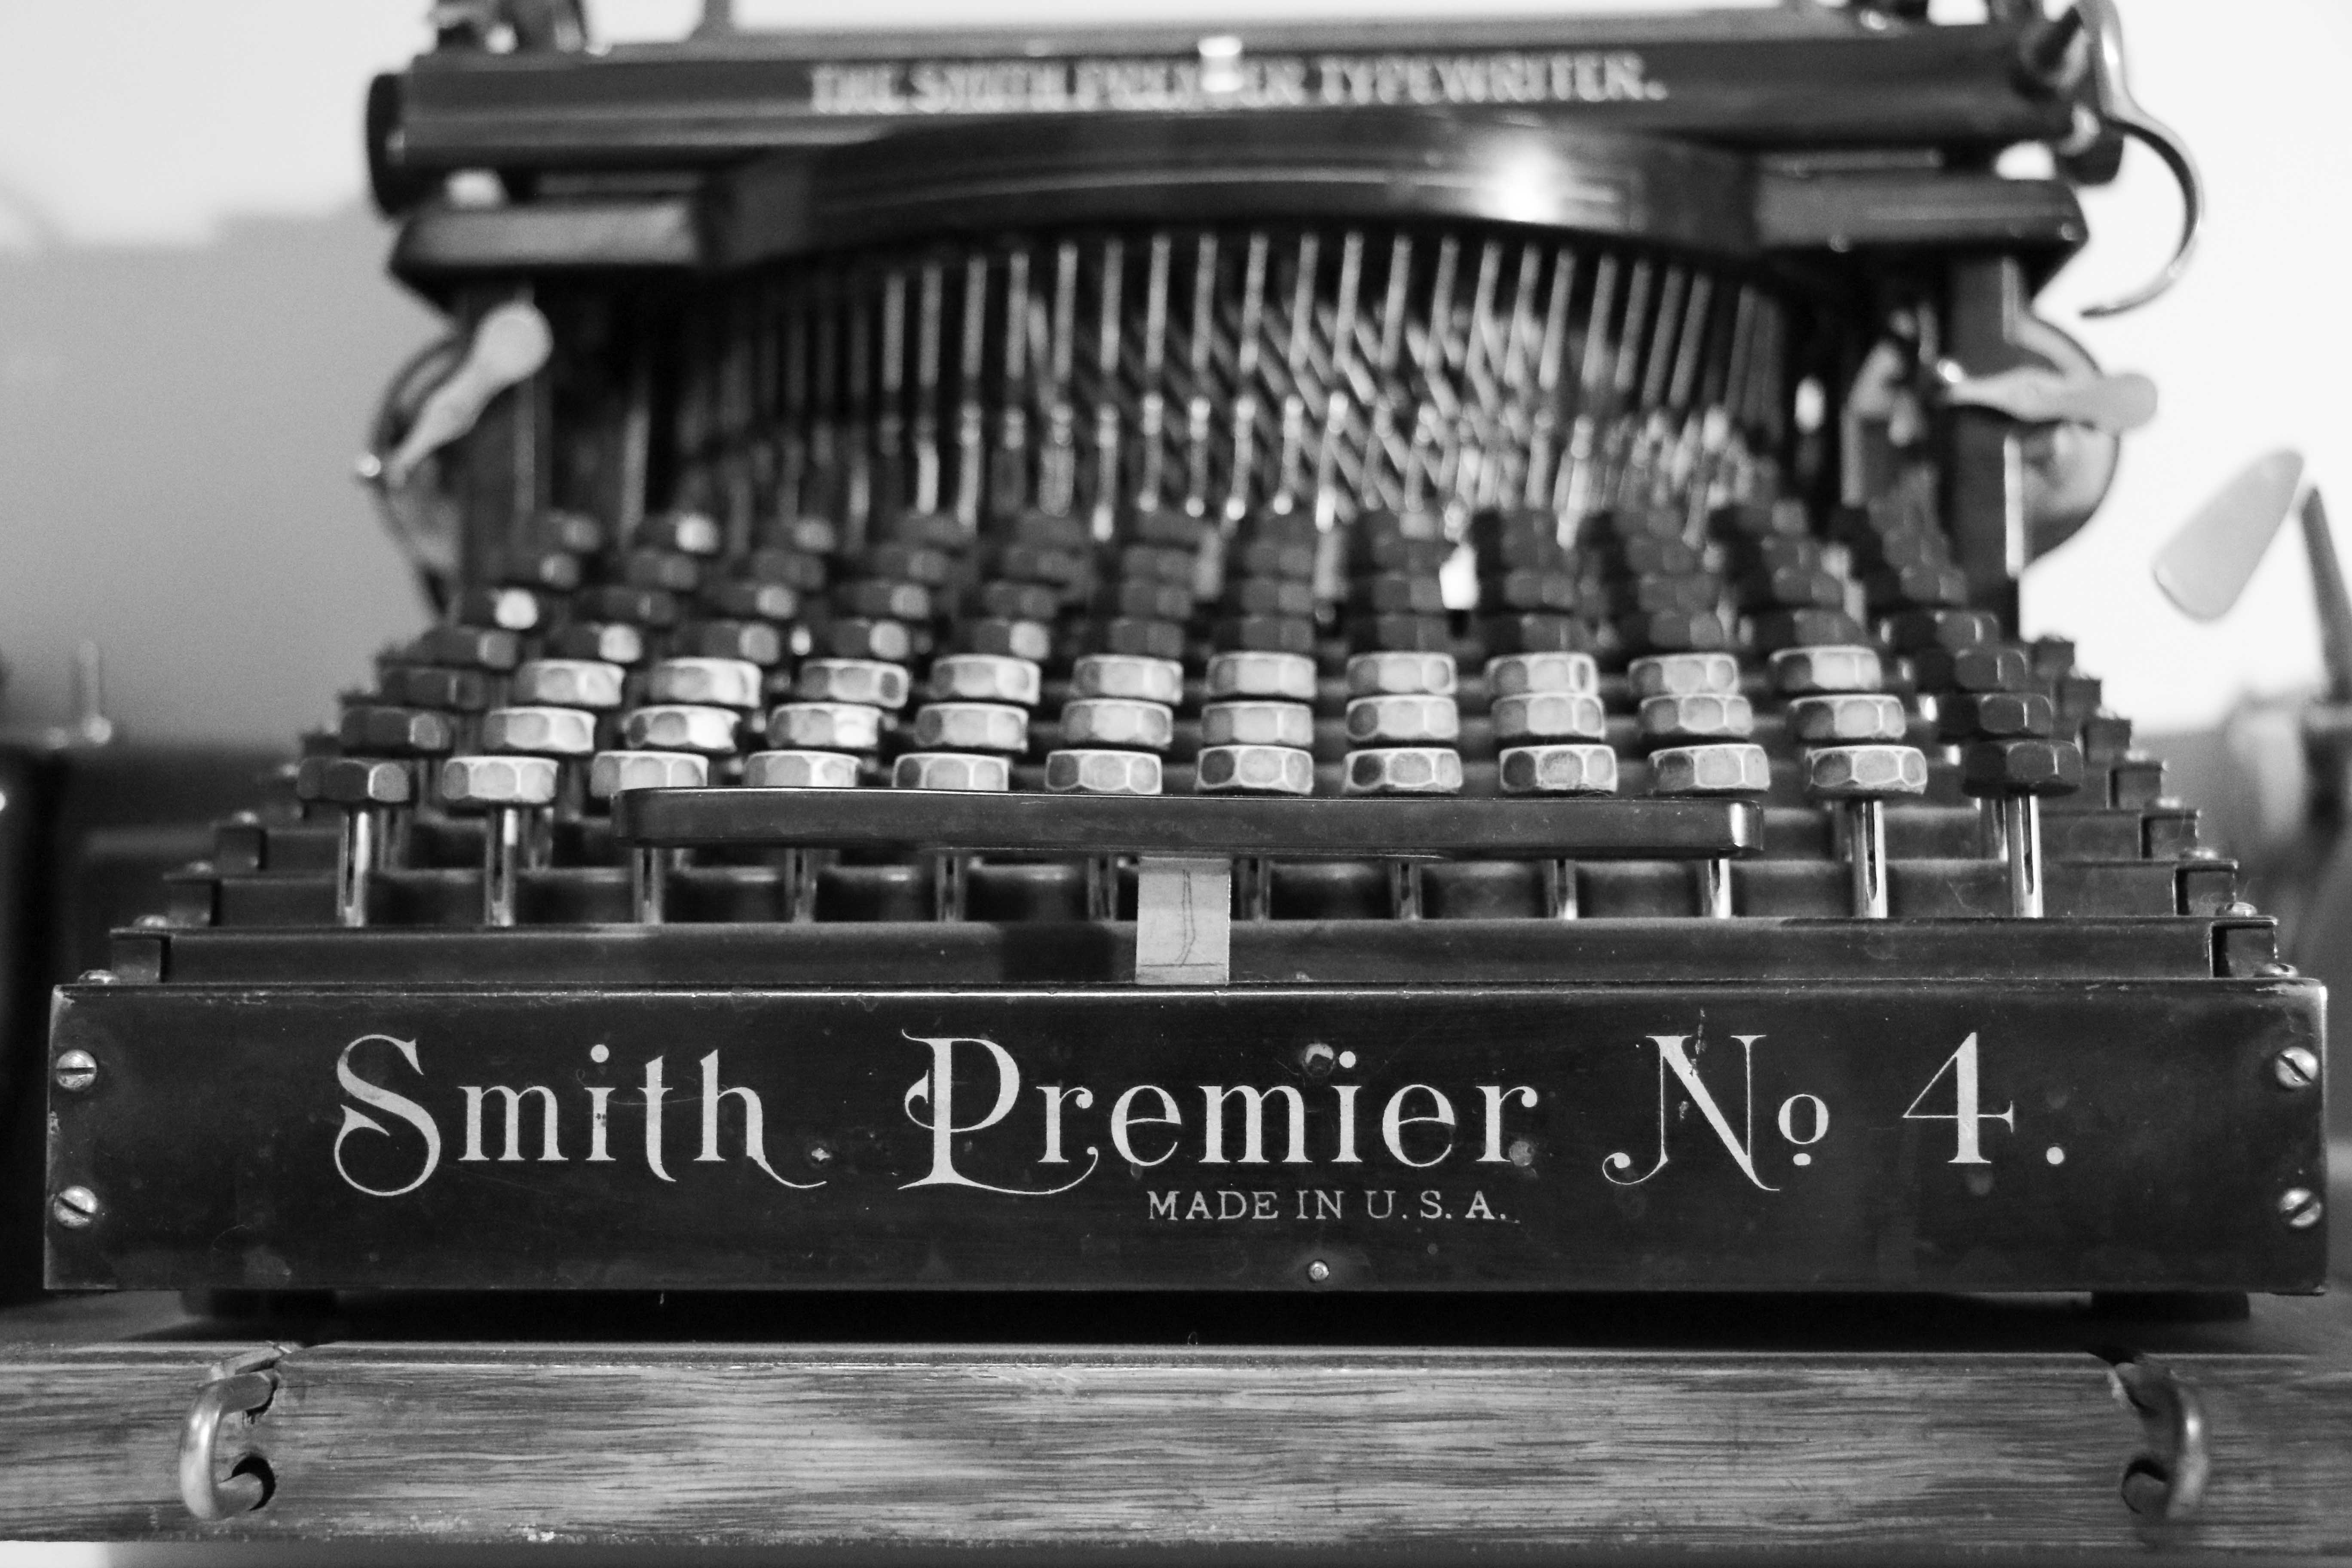 THE SMITH PREMIER TYPEWRITER.
Smith Premier No 4.
MADE IN U.S.A.